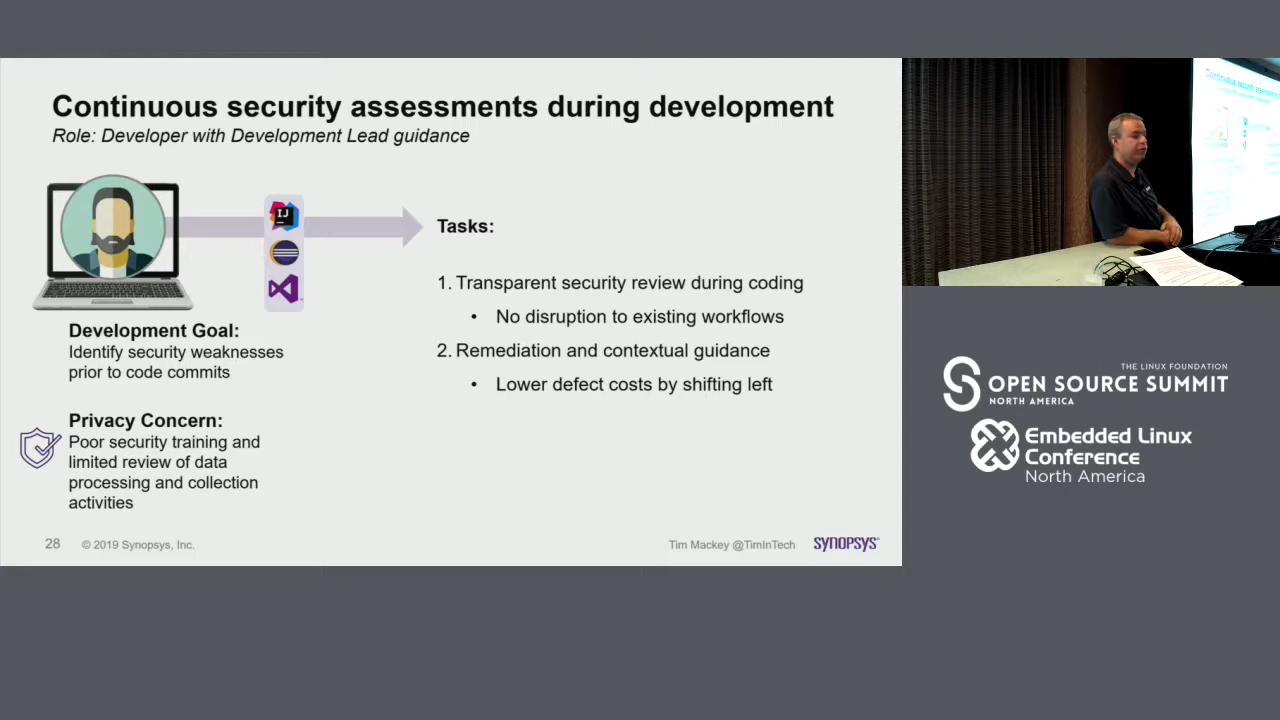 Continuous security assessments during development
Role: Developer with Development Lead guidance
IJ
Tasks:
1. Transparent security review during coding
• No disruption to existing workflows
2. Remediation and contextual guidance
• Lower defect costs by shifting left
Development Goal:
Identify security weaknesses
prior to code commits
Privacy Concern:
Poor security training and
limited review of data
processing and collection
activities
28
© 2019 Synopsys, Inc.
Tim Mackey @TimInTech
SYNOPSYS
Continuous security assessments
THE LINUX FOUNDATION
OPEN SOURCE SUMMIT
NORTH AMERICA
Embedded Linux
Conference
North America